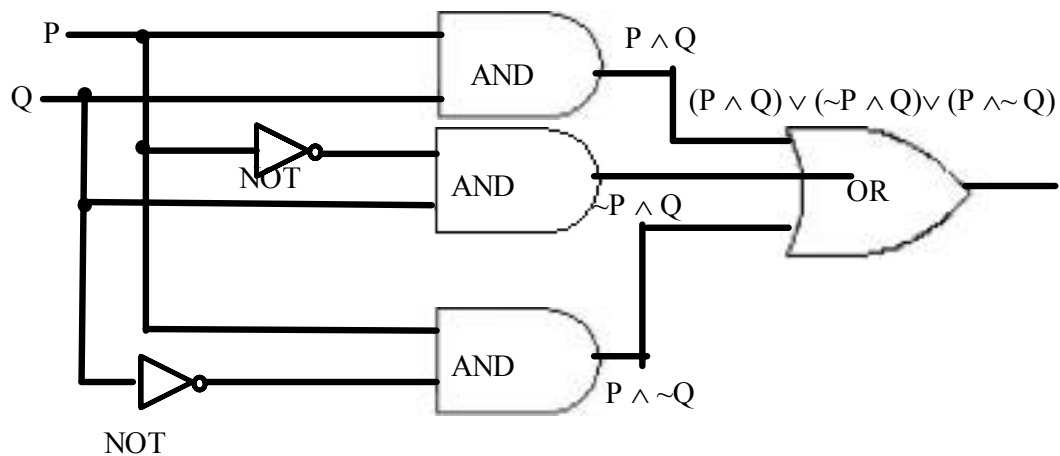 P
P ∧ Q
AND
Q
(P ∧ Q) ∨ (~P ∧ Q)∨ (P ∧~ Q)
NOT
AND
~P ∧ Q
OR
AND
P ∧ ~Q
NOT